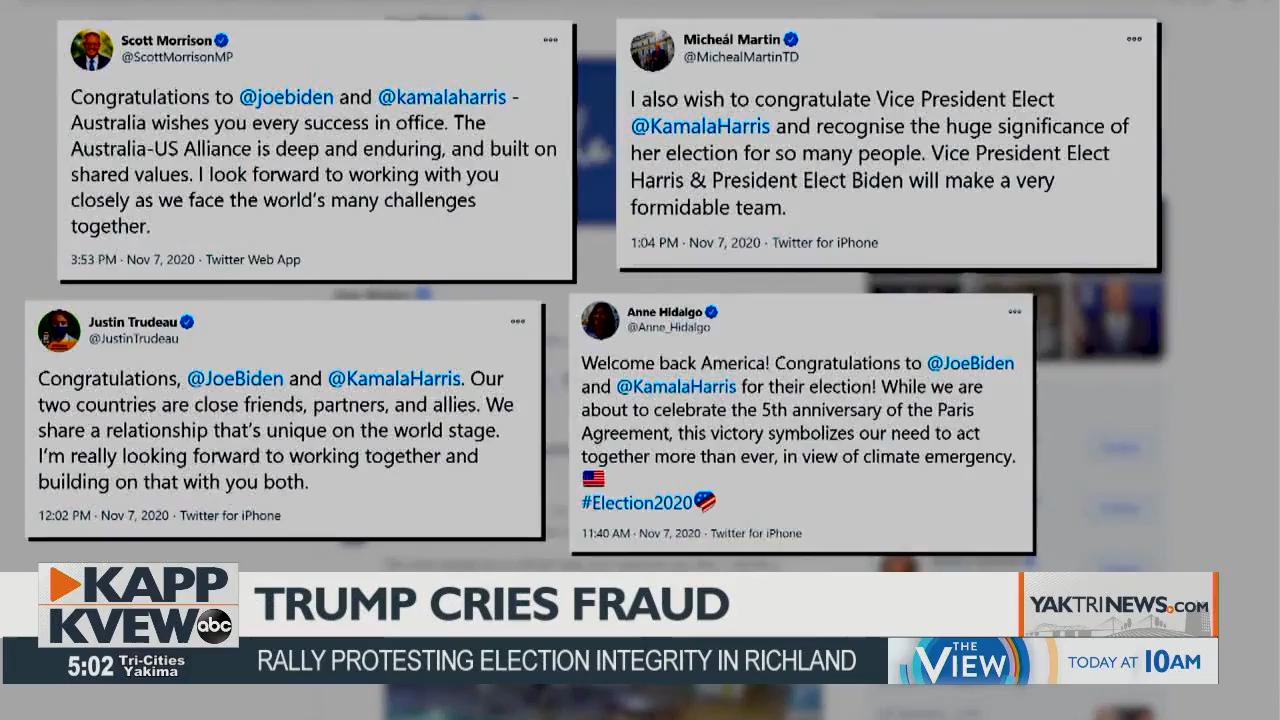 Scott Morrison
@ScottMorrisonMP
Congratulations to @joebiden and @kamalaharris -
Australia wishes you every success in office. The
Australia-US Alliance is deep and enduring, and built on
shared values. I look forward to working with you
closely as we face the world's many challenges
together.
3:53 PM · Nov 7, 2020 · Twitter Web App
Micheál Martin
@MichealMartinTD
I also wish to congratulate Vice President Elect
@KamalaHarris and recognise the huge significance of
her election for so many people. Vice President Elect
Harris & President Elect Biden will make a very
formidable team.
1:04 PM · Nov 7, 2020 · Twitter for iPhone
Justin Trudeau
@JustinTrudeau
Congratulations, @JoeBiden and @KamalaHarris. Our
two countries are close friends, partners, and allies. We
share a relationship that's unique on the world stage.
I'm really looking forward to working together and
building on that with you both.
12:02 PM · Nov 7, 2020 · Twitter for iPhone
Anne Hidalgo
@Anne_Hidalgo
Welcome back America! Congratulations to @JoeBiden
and @KamalaHarris for their election! While we are
about to celebrate the 5th anniversary of the Paris
Agreement, this victory symbolizes our need to act
together more than ever, in view of climate emergency.
#Election2020
11:40 AM · Nov 7, 2020 · Twitter for iPhone
KAPP
KVEW abc
5:02 Tri-Cities
Yakima
TRUMP CRIES FRAUD
RALLY PROTESTING ELECTION INTEGRITY IN RICHLAND
YAKTRINEWS.COM
THE
VIEW
TODAY AT 10AM